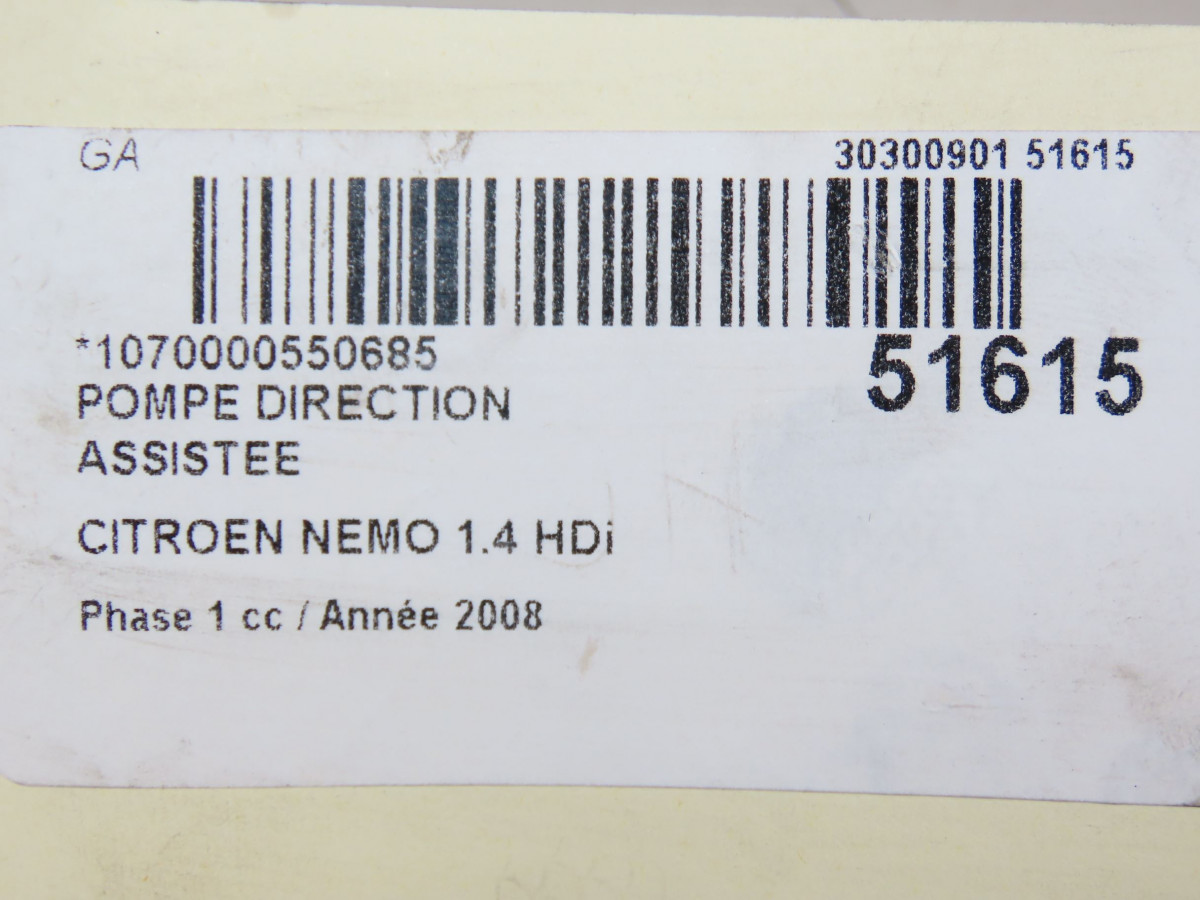 GA
30300901 51615
*1070000550685
51615
POMPE DIRECTION
ASSISTEE
CITROEN NEMO 1.4 HDi
Phase 1 cc / Année 2008